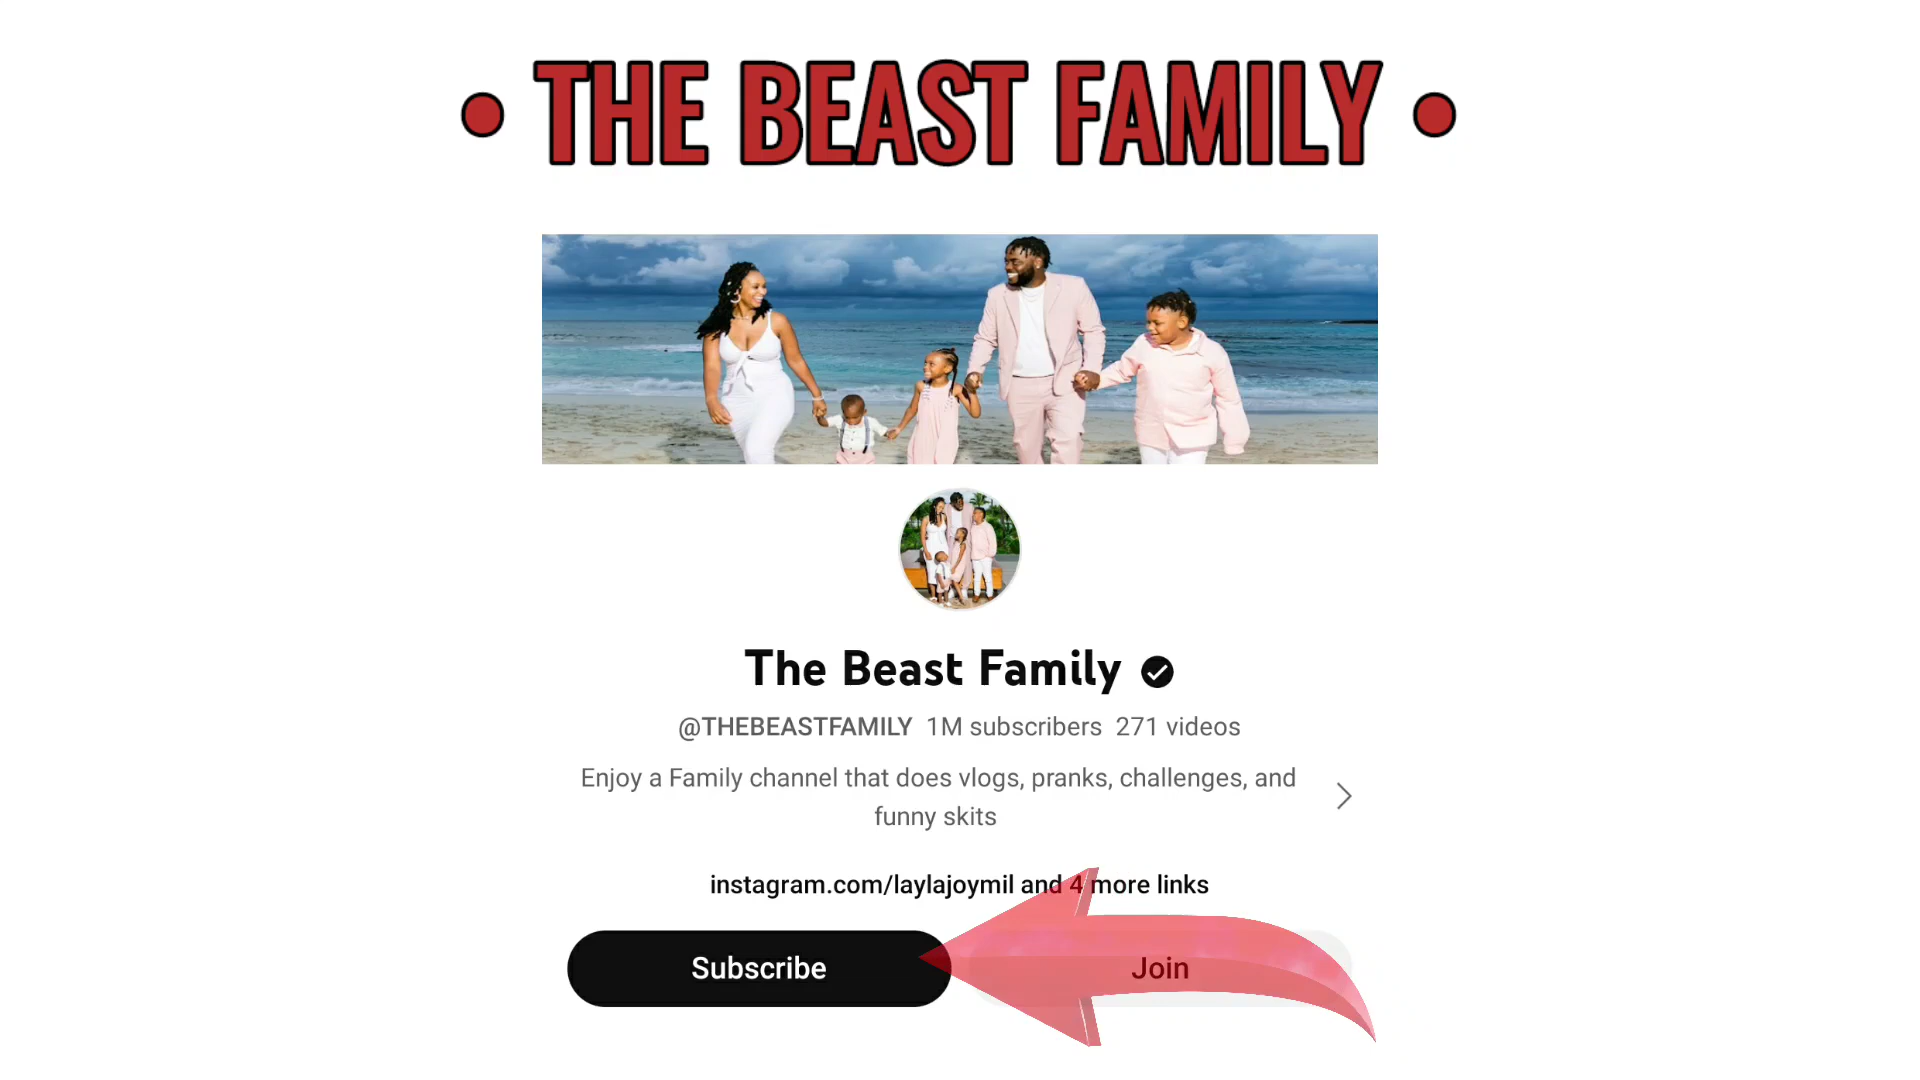 • THE BEAST FAMILY •
The Beast Family
@THEBEASTFAMILY 1M subscribers 271 videos
Enjoy a Family channel that does vlogs, pranks, challenges, and
funny skits
instagram.com/laylajoymil and 4 more links
Subscribe
Join